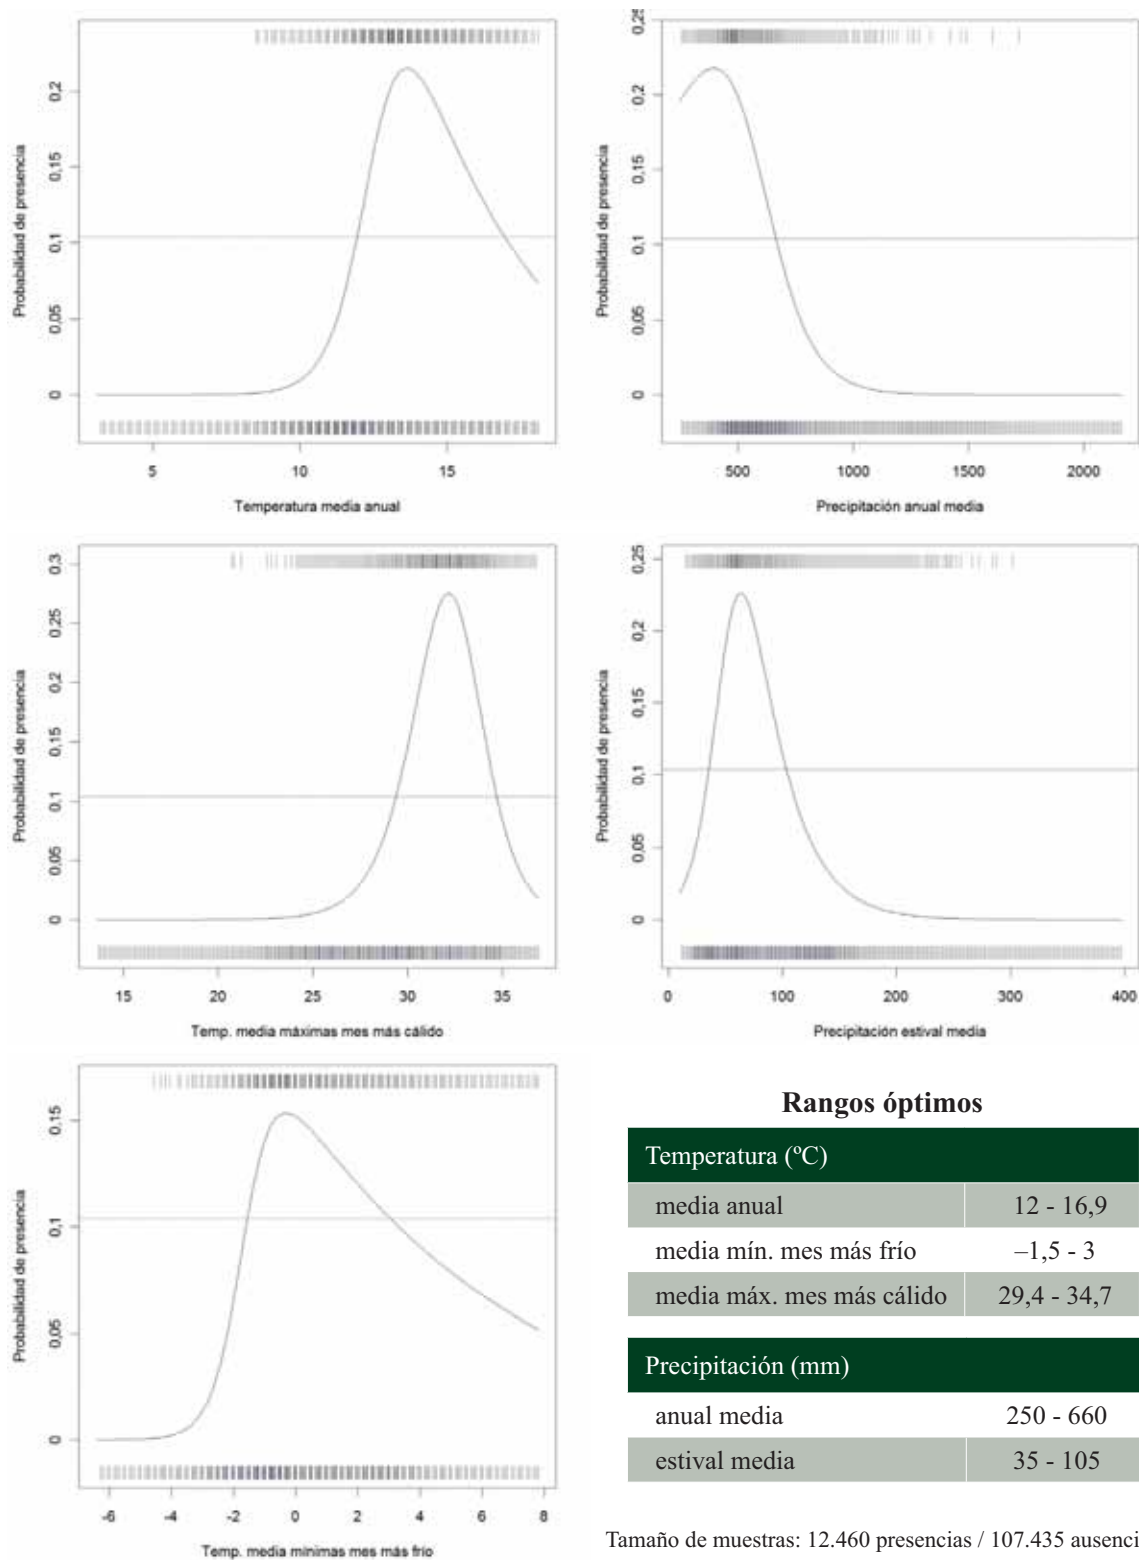 Probabilidad de presencia
0,2
0,15
0,1
0,05
0
5 10 15
Temperatura media anual
Probabilidad de presencia
0,25
0,2
0,15
0,1
0,05
0
500 1000 1500 2000
Precipitación anual media
Probabilidad de presencia
0,3
0,25
0,2
0,15
0,1
0,05
0
15 20 25 30 35
Temp. media máximas mes más cálido
Probabilidad de presencia
0,25
0,2
0,15
0,1
0,05
0
0 100 200 300 400
Precipitación estival media
Probabilidad de presencia
0,15
0,1
0,05
0
-6 -4 -2 0 2 4 6 8
Temp. media mínimas mes más frío
Rangos óptimos
Temperatura (ºC)
media anual 12 - 16,9
media mín. mes más frío –1,5 - 3
media máx. mes más cálido 29,4 - 34,7
Precipitación (mm)
anual media 250 - 660
estival media 35 - 105
Tamaño de muestras: 12.460 presencias / 107.435 ausenci